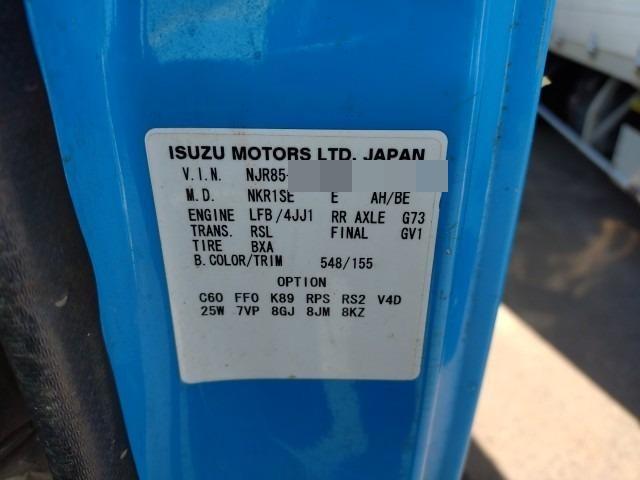 ISUZU MOTORS LTD. JAPAN
V.I.N. NJR85-
M.D. NKR1SE E AH/BE
ENGINE LFB/4JJ1 RR AXLE G73
TRANS. RSL FINAL GV1
TIRE BXA
B.COLOR/TRIM 548/155
OPTION
C60 FF0 K89 RPS RS2 V4D
25W 7VP 8GJ 8JM 8KZ